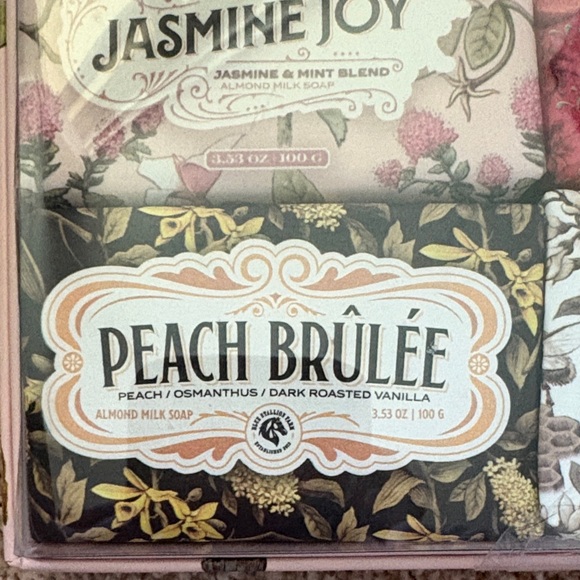 JASMINE JOY
JASMINE & MINT BLEND
ALMOND MILK SOAP
3.53 OZ | 100 G
PEACH BRÛLÉE
PEACH / OSMANTHUS / DARK ROASTED VANILLA
ALMOND MILK SOAP
3.53 OZ | 100 G